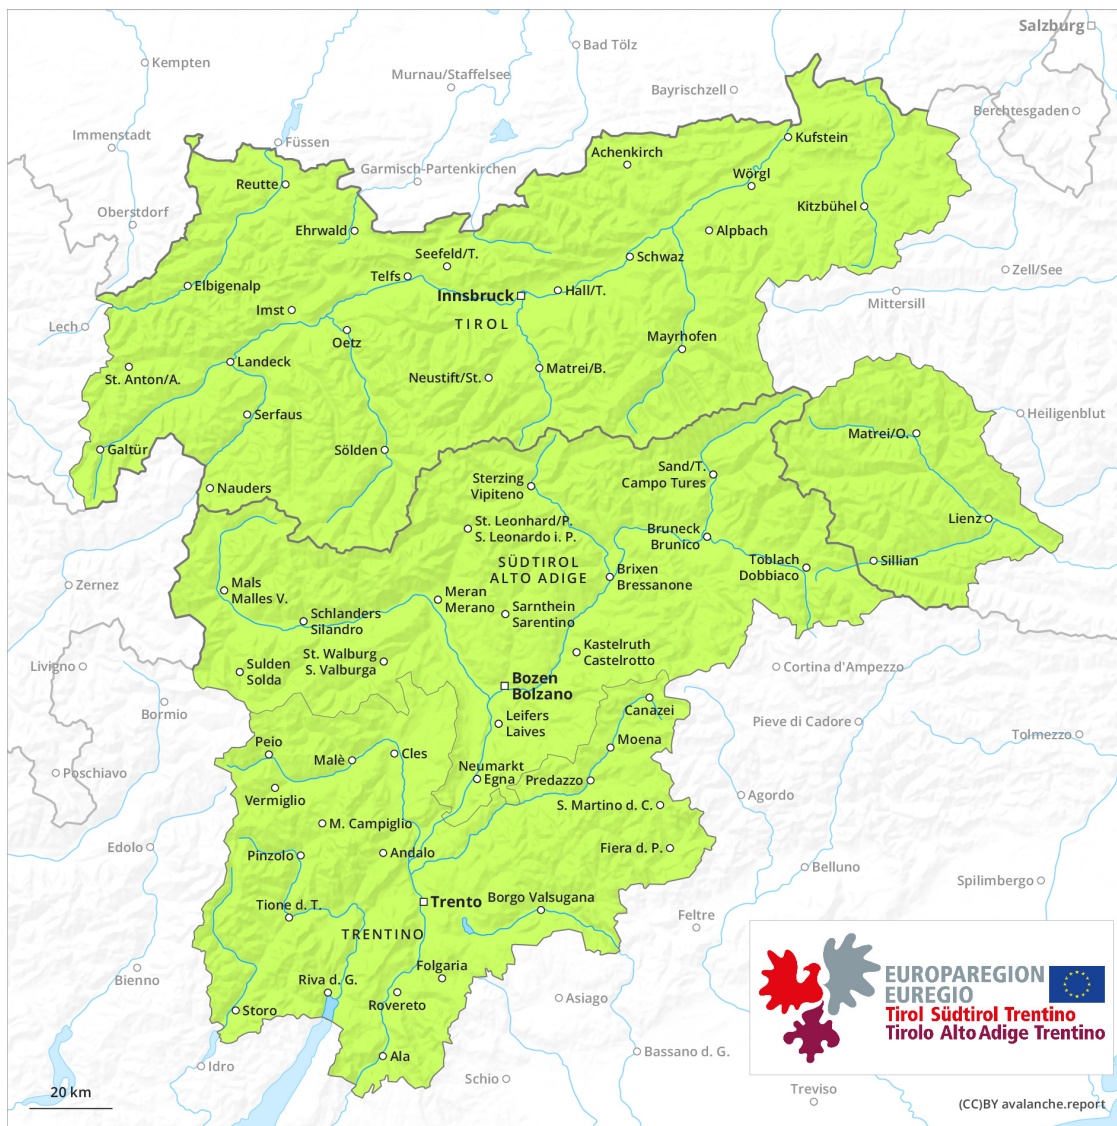 Salzburg
Kempten
Bad Tölz
Murnau/Staffelsee
Bayrischzell
Berchtesgaden
Immenstadt
Füssen
Kufstein
Achenkirch
Garmisch-Partenkirchen
Wörgl
Reutte
Kitzbühel
Oberstdorf
Ehrwald
Alpbach
Seefeld/T.
Schwaz
Telfs
Zell/See
Elbigenalp
Hall/T.
Innsbruck
Mittersill
Imst
TIROL
Lech
Oetz
Mayrhofen
Landeck
Matrei/B.
St. Anton/A.
Neustift/St.
Serfaus
Heiligenblut
Matrei/O.
Galtür
Sölden
Sand/T.
Campo Tures
Sterzing
Vipiteno
Nauders
Lienz
St. Leonhard/P.
S. Leonardo i. P.
Bruneck
Brunico
SÜDTIROL
ALTO ADIGE
Toblach
Dobbiaco
Sillian
Brixen
Bressanone
Zernez
Mals
Malles V.
Meran
Merano
Sarnthein
Sarentino
Schlanders
Silandro
Kastelruth
Castelrotto
St. Walburg
S. Valburga
Livigno
Sulden
Solda
Cortina d'Ampezzo
Bozen
Bolzano
Canazei
Bormio
Leifers
Laives
Pieve di Cadore
Tolmezzo
Peio
Moena
Cles
Malè
Poschiavo
Neumarkt
Egna
Predazzo
Vermiglio
Agordo
S. Martino d. C.
M. Campiglio
Edolo
Pinzolo
Andalo
Fiera d. P.
Belluno
Spilimbergo
Borgo Valsugana
Trento
Tione d. T.
Feltre
TRENTINO
Folgaria
Bienno
Riva d. G.
EUROPAREGION
EUREGIO
Tirol Südtirol Trentino
Tirolo Alto Adige Trentino
Rovereto
Asiago
Storo
Ala
Bassano d. G.
Idro
Schio
Treviso
20 km
(CC)BY avalanche.report